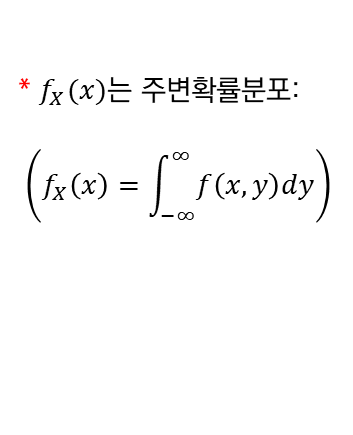 * f_X(x)는 주변확률분포:
(f_X(x) = ∫_{-∞}^{∞} f(x,y)dy)